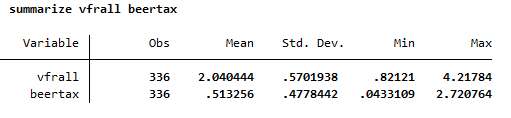 summarize vfrall beertax
Variable Obs Mean Std. Dev. Min Max
vfrall 336 2.040444 .5701938 .82121 4.21784
beertax 336 .513256 .4778442 .0433109 2.720764